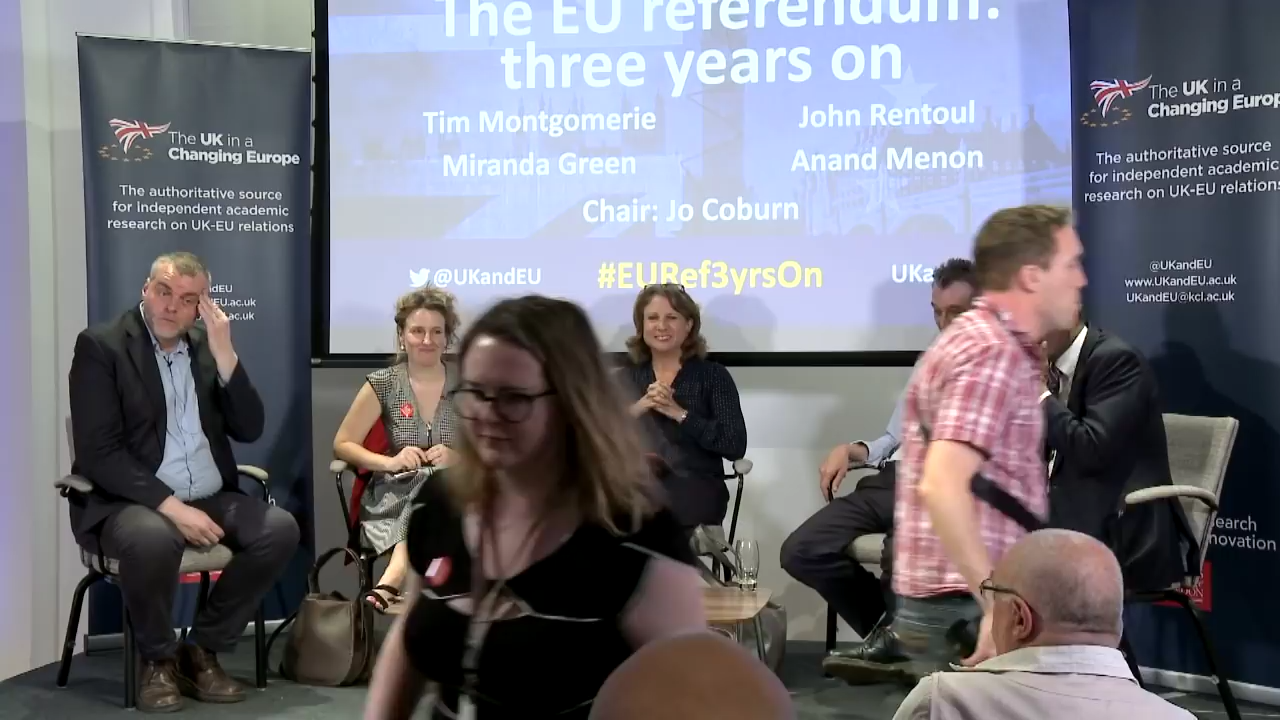 The EU referendum:
three years on
Tim Montgomerie
John Rentoul
Miranda Green
Anand Menon
Chair: Jo Coburn
@UKandEU
#EURef3yrsOn
UKa
The UK in a
Changing Europe
The authoritative source
for independent academic
research on UK-EU relations
The UK in a
Changing Europ
The authoritative source
for independent academic
research on UK-EU relations
@UKandEU
www.UKandEU.ac.uk
UKandEU@kcl.ac.uk